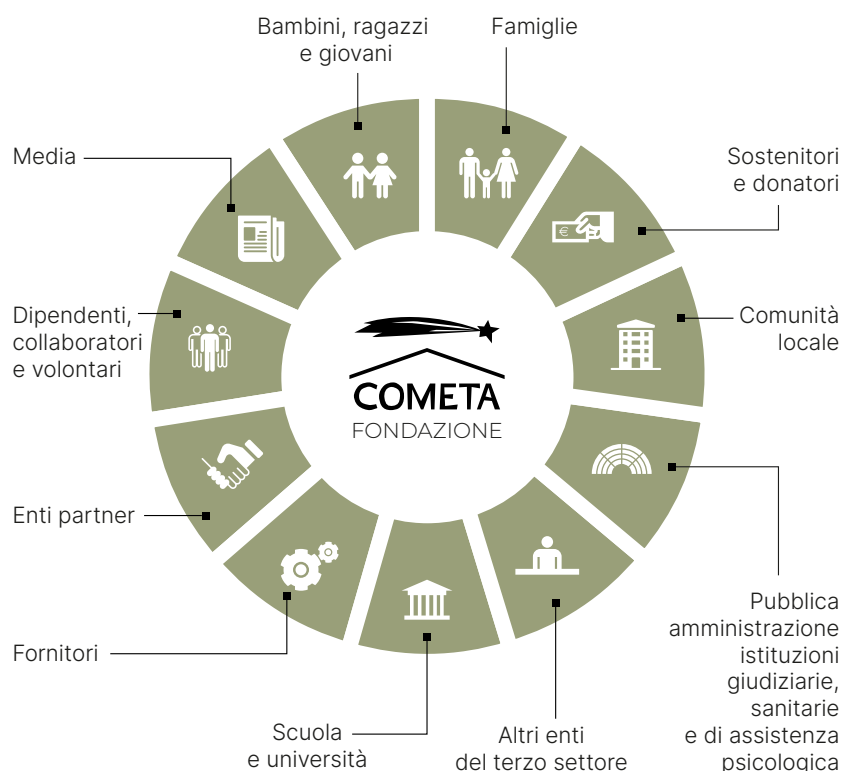 Bambini, ragazzi
e giovani
Famiglie
Sostenitori
e donatori
Comunità
locale
Pubblica
amministrazione
istituzioni
giudiziarie,
sanitarie
e di assistenza
psicologica
Altri enti
del terzo settore
Scuola
e università
Fornitori
Enti partner
Dipendenti,
collaboratori
e volontari
Media
€
COMETA
FONDAZIONE